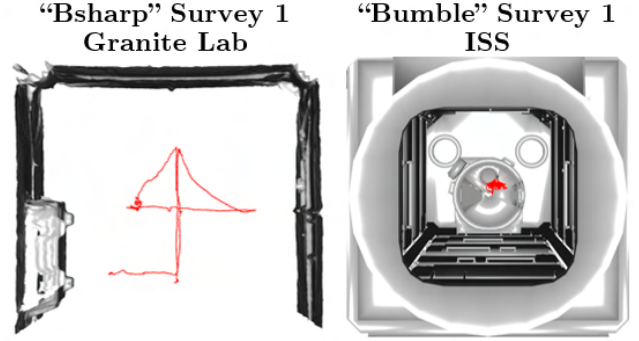 “Bsharp” Survey 1
Granite Lab
“Bumble” Survey 1
ISS